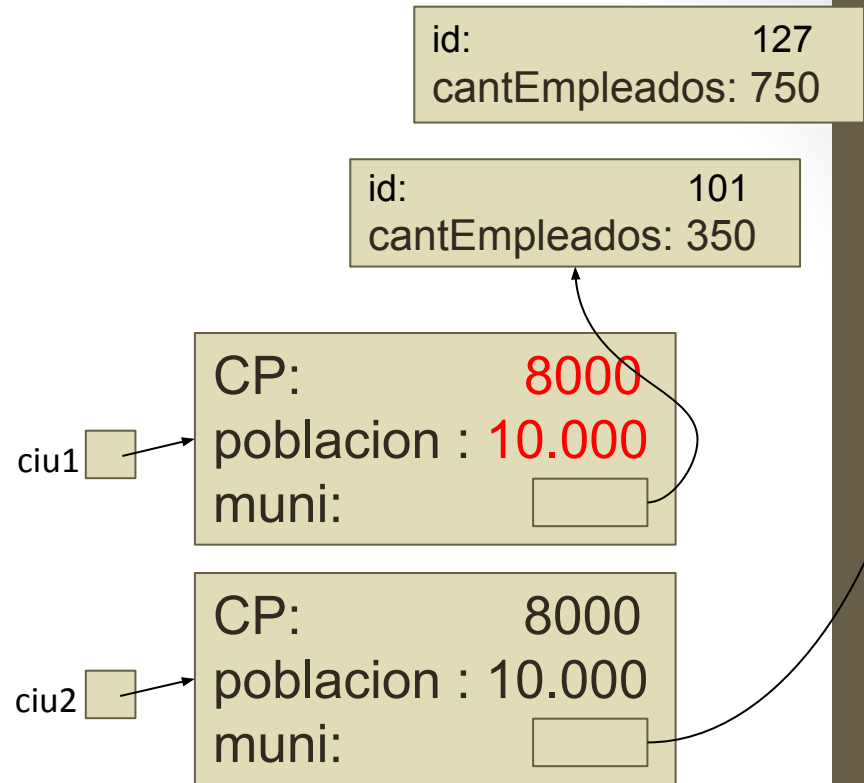 id: 127
cantEmpleados: 750
id: 101
cantEmpleados: 350
CP: 8000
poblacion : 10.000
muni:
ciu1
CP: 8000
poblacion : 10.000
muni:
ciu2